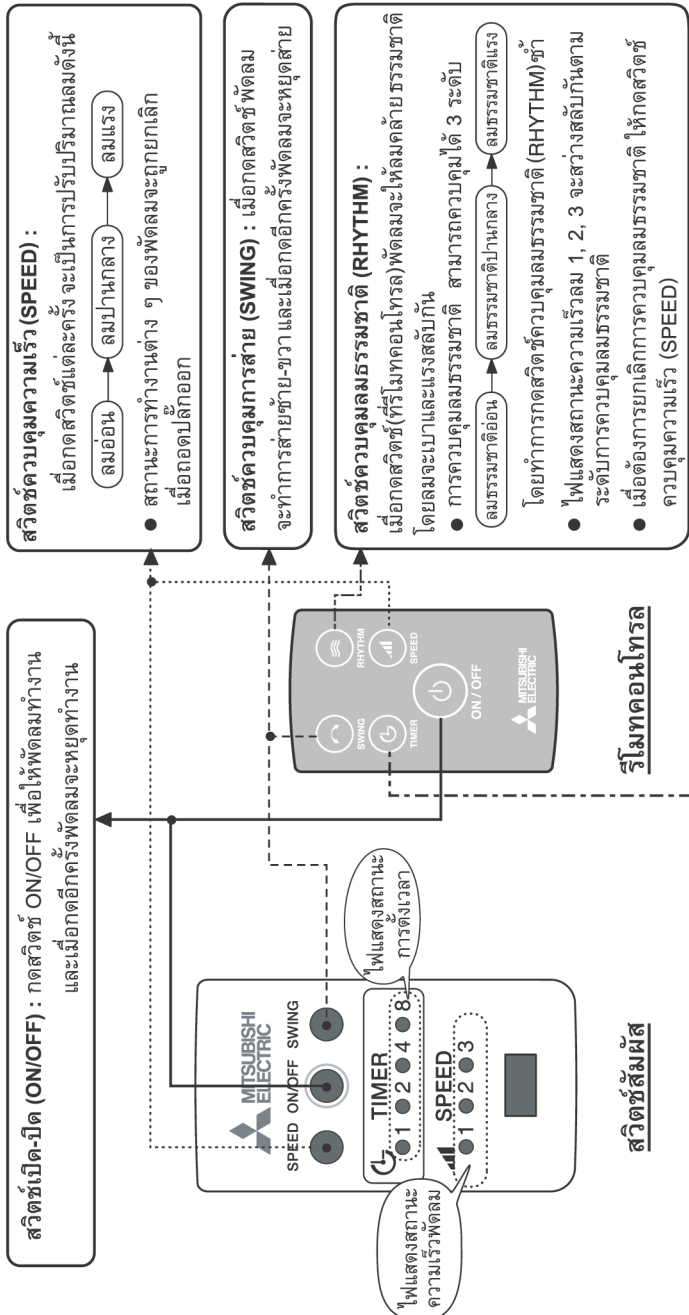 สวิตช์เปิด-ปิด (ON/OFF) : กดสวิตช์ ON/OFF เพื่อให้พัดลมทำงาน
และเมื่อกดอีกครั้งพัดลมจะหยุดทำงาน
สวิตช์ควบคุมความเร็ว (SPEED) :
เมื่อกดสวิตช์แต่ละครั้ง จะเป็นการปรับปริมาณลมดังนี้
ลมอ่อน
ลมปานกลาง
ลมแรง
● สถานะการทำงานต่าง ๆ ของพัดลมจะถูกยกเลิก
เมื่อถอดปลั๊กออก
สวิตช์ควบคุมการส่าย (SWING) : เมื่อกดสวิตช์ พัดลม
จะทำการส่ายซ้าย-ขวา และเมื่อกดอีกครั้งพัดลมจะหยุดส่าย
สวิตช์ควบคุมลมธรรมชาติ (RHYTHM) :
เมื่อกดสวิตช์(ที่รีโมทคอนโทรล)พัดลมจะให้ลมคล้ายธรรมชาติ
โดยลมจะเบาและแรงสลับกัน
● การควบคุมลมธรรมชาติ สามารถควบคุมได้ 3 ระดับ
ลมธรรมชาติอ่อน
ลมธรรมชาติปานกลาง
ลมธรรมชาติแรง
โดยทำการกดสวิตช์ควบคุมลมธรรมชาติ (RHYTHM)ซ้ำ
● ไฟแสดงสถานะความเร็วลม 1, 2, 3 จะสว่างสลับกันตาม
ระดับการควบคุมลมธรรมชาติ
● เมื่อต้องการยกเลิกการควบคุมลมธรรมชาติ ให้กดสวิตช์
ควบคุมความเร็ว (SPEED)
MITSUBISHI
ELECTRIC
SPEED ON/OFF SWING
TIMER
1 2 4 8
SPEED
1 2 3
ไฟแสดงสถานะ
การตั้งเวลา
ไฟแสดงสถานะ
ความเร็วพัดลม
สวิตช์สัมผัส
SWING
RHYTHM
TIMER
SPEED
ON / OFF
MITSUBISHI
ELECTRIC
รีโมทคอนโทรล